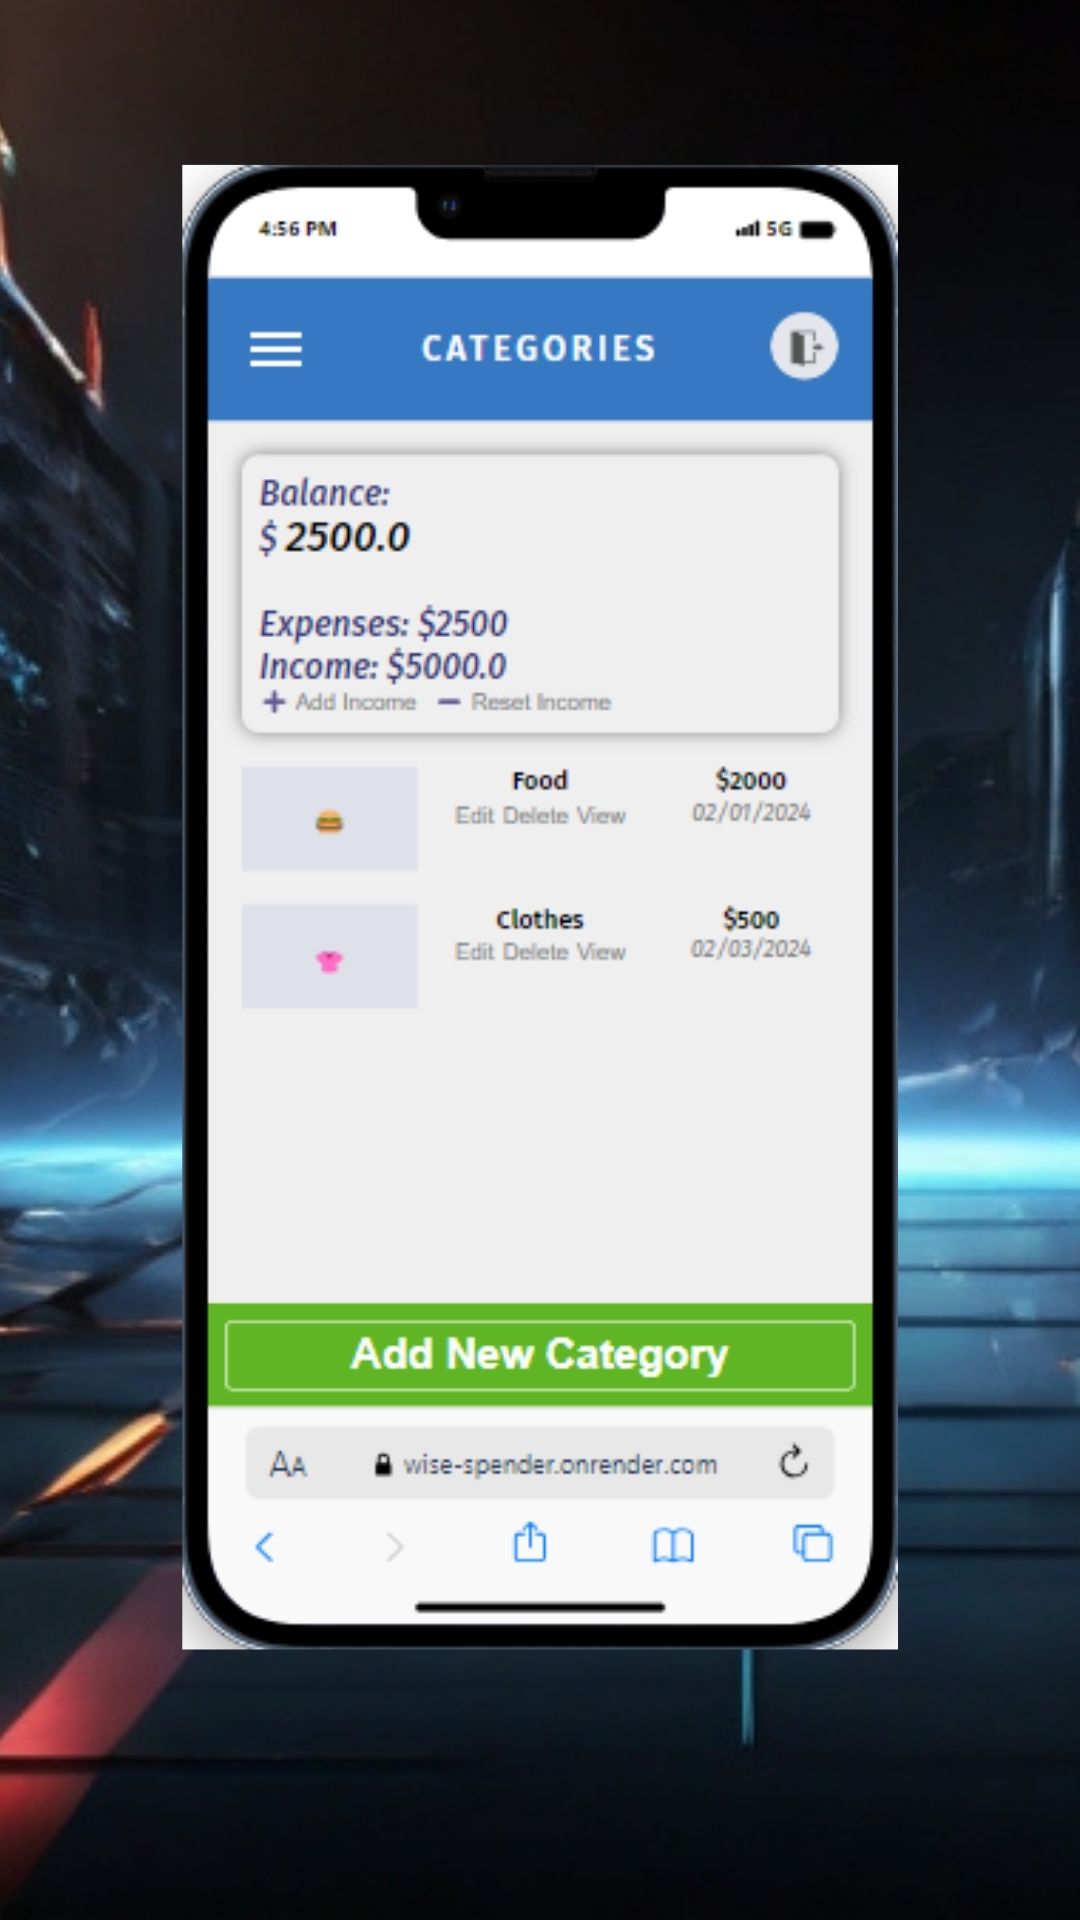 4:56 PM 5G
CATEGORIES
Balance:
$ 2500.0
Expenses: $2500
Income: $5000.0
+ Add Income − Reset Income
Food $2000
Edit Delete View 02/01/2024
Clothes $500
Edit Delete View 02/03/2024
Add New Category
AA wise-spender.onrender.com